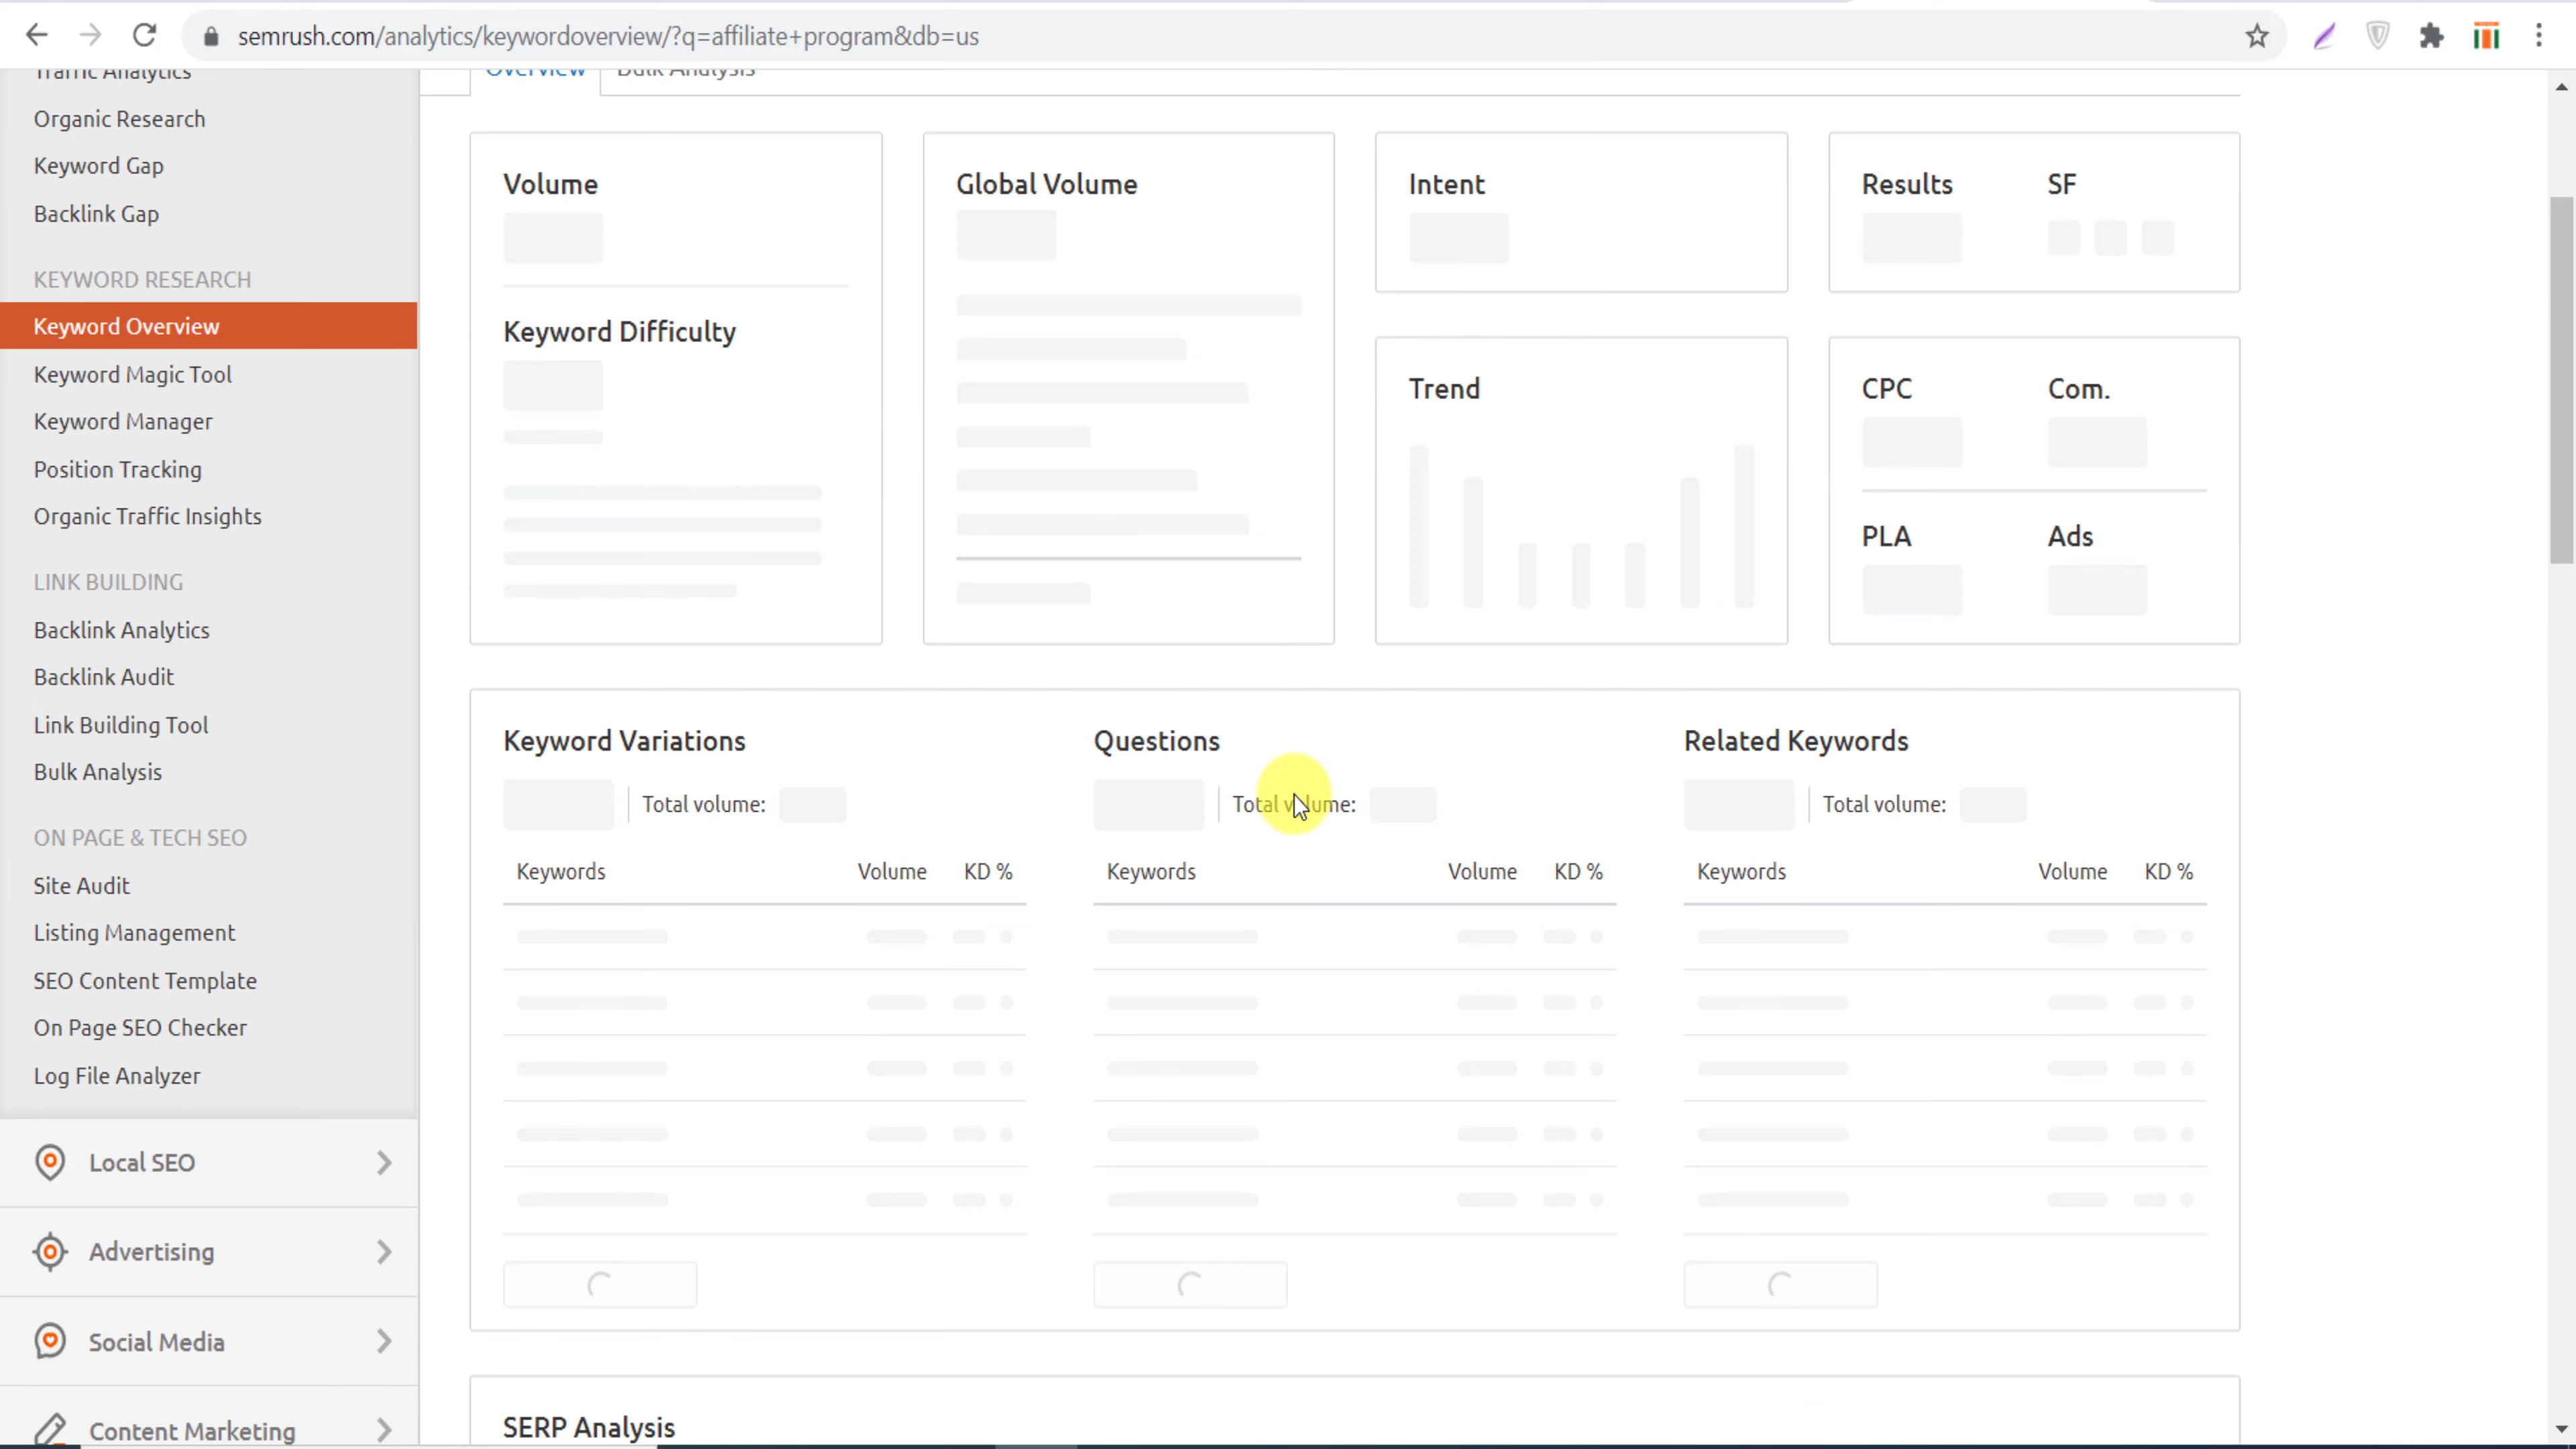 semrush.com/analytics/keywordoverview/?q=affiliate+program&db=us
Traffic Analytics
Organic Research
Keyword Gap
Backlink Gap
KEYWORD RESEARCH
Keyword Overview
Keyword Magic Tool
Keyword Manager
Position Tracking
Organic Traffic Insights
LINK BUILDING
Backlink Analytics
Backlink Audit
Link Building Tool
Bulk Analysis
ON PAGE & TECH SEO
Site Audit
Listing Management
SEO Content Template
On Page SEO Checker
Log File Analyzer
Local SEO
Advertising
Social Media
Content Marketing
Overview Bulk Analysis
Volume
Keyword Difficulty
Global Volume
Intent
Trend
Results SF
CPC Com.
PLA Ads
Keyword Variations
Total volume:
Keywords Volume KD %
Questions
Total volume:
Keywords Volume KD %
Related Keywords
Total volume:
Keywords Volume KD %
SERP Analysis